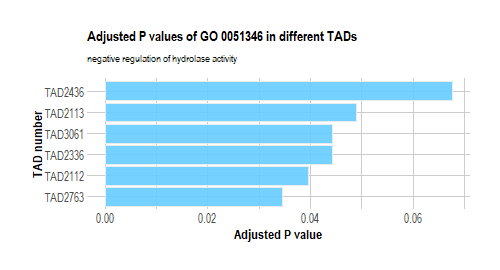 Adjusted P values of GO 0051346 in different TADs
negative regulation of hydrolase activity
TAD number
TAD2436
TAD2113
TAD3061
TAD2336
TAD2112
TAD2763
0.00 0.02 0.04 0.06
Adjusted P value